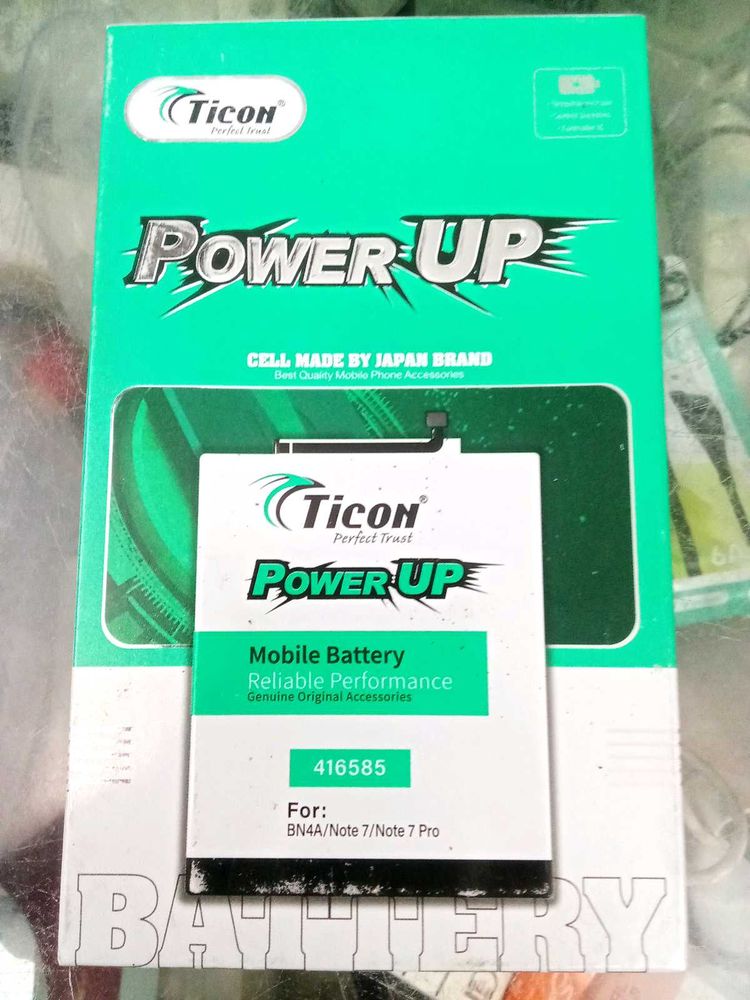 TICON®
Perfect Trust
POWER UP
CELL MADE BY JAPAN BRAND
Best Quality Mobile Phone Accessories
TICON®
Perfect Trust
POWER UP
Mobile Battery
Reliable Performance
Genuine Original Accessories
416585
For:
BN4A/Note 7/Note 7 Pro
BATTERY